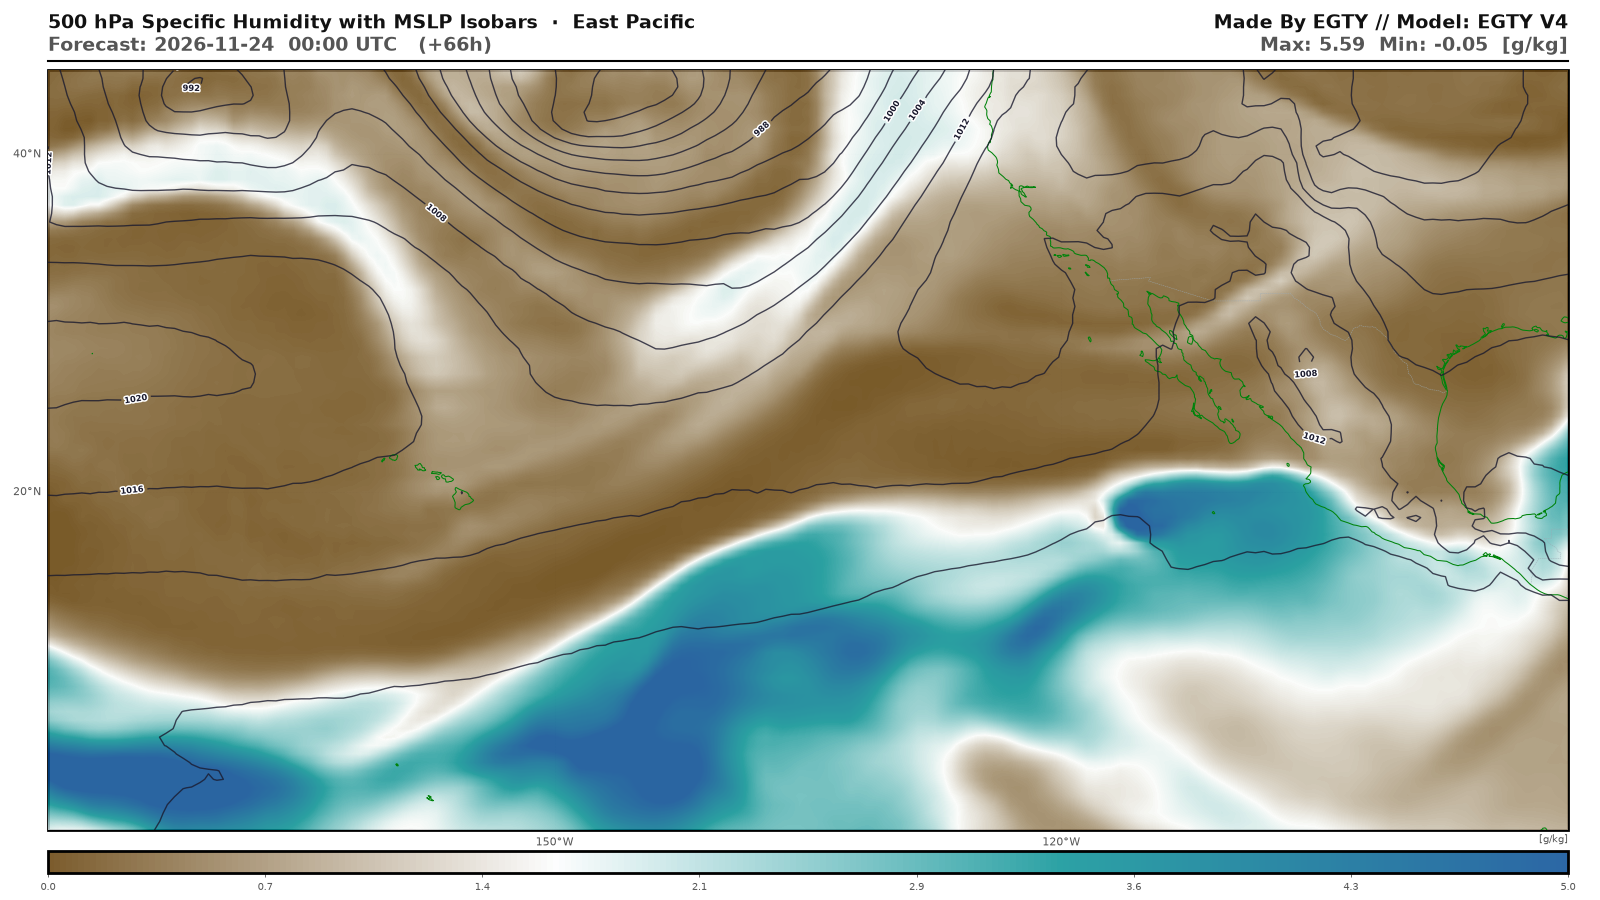 500 hPa Specific Humidity with MSLP Isobars · East Pacific
Made By EGTY // Model: EGTY V4
Forecast: 2026-11-24 00:00 UTC (+66h)
Max: 5.59 Min: -0.05 [g/kg]
992
988
1000
1004
1012
40°N
1012
1008
1008
1020
1012
1016
20°N
150°W
120°W
[g/kg]
0.0
0.7
1.4
2.1
2.9
3.6
4.3
5.0